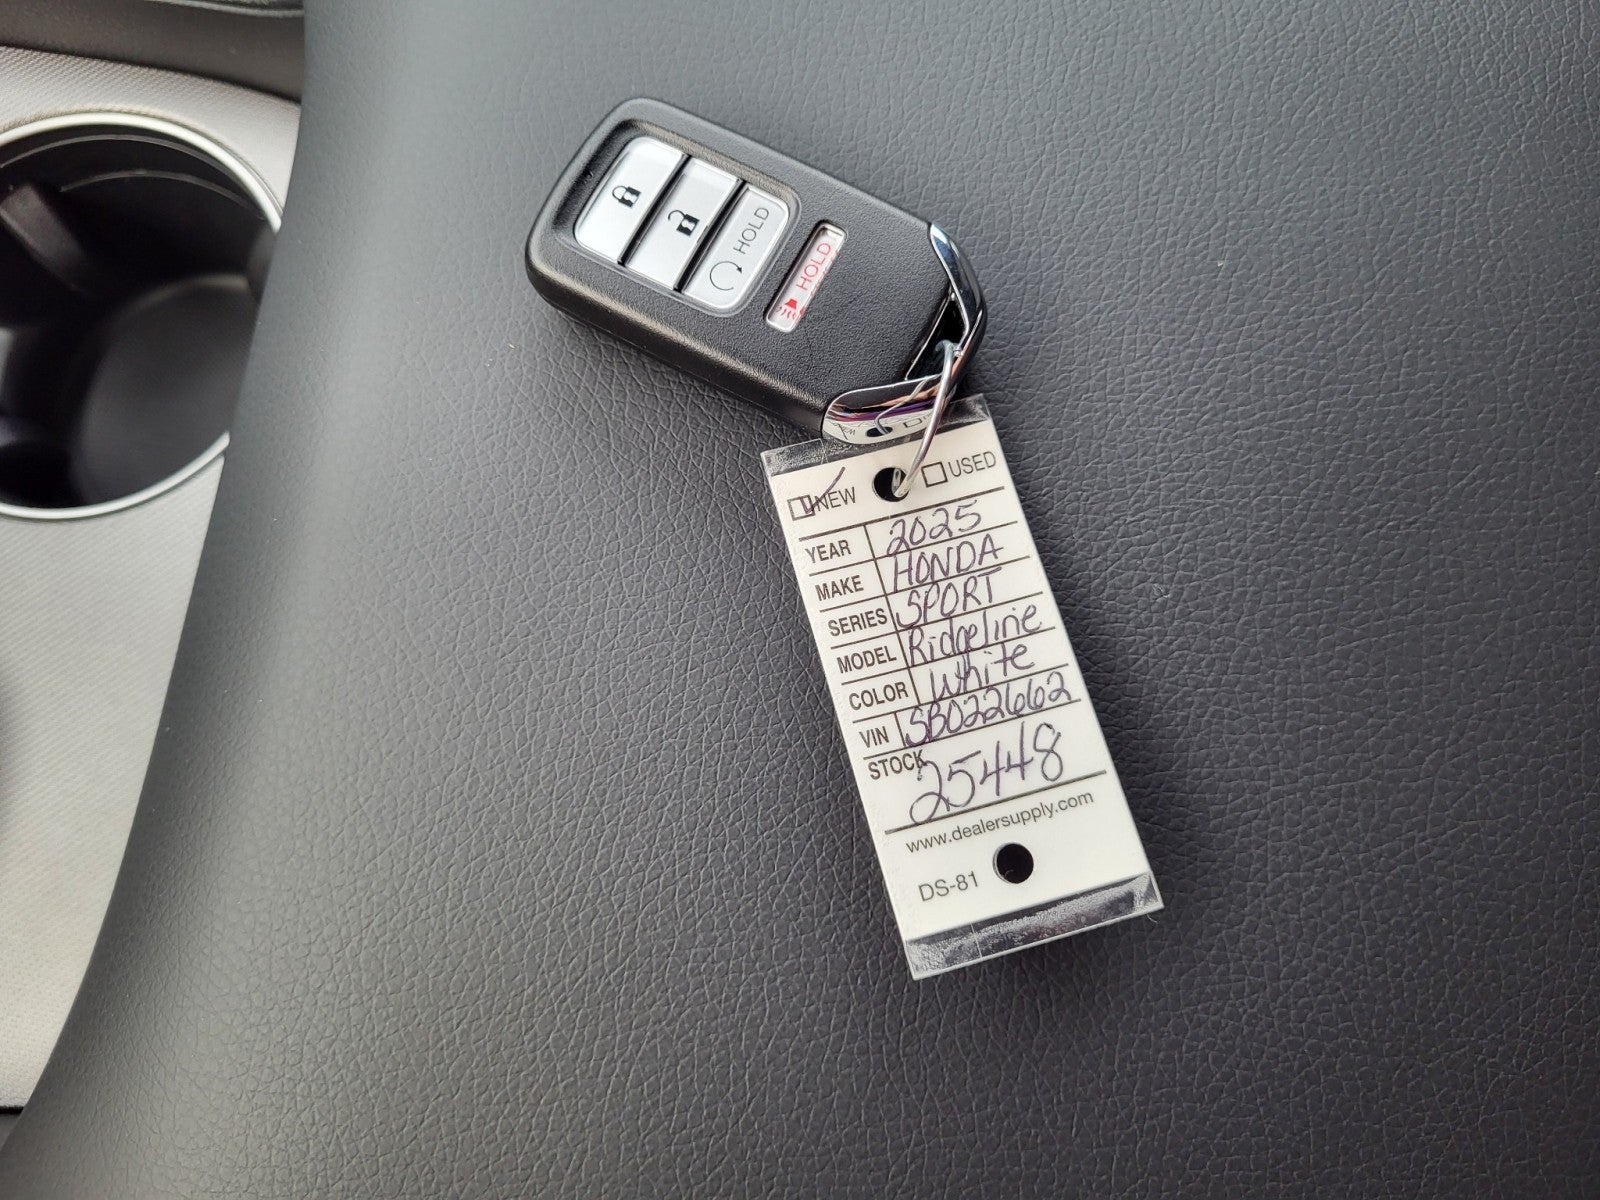 HOLD
HOLD
NEW USED
YEAR 2025
MAKE HONDA
SERIES SPORT
MODEL Ridgeline
COLOR White
VIN SB022662
STOCK 25448
www.dealersupply.com
DS-81